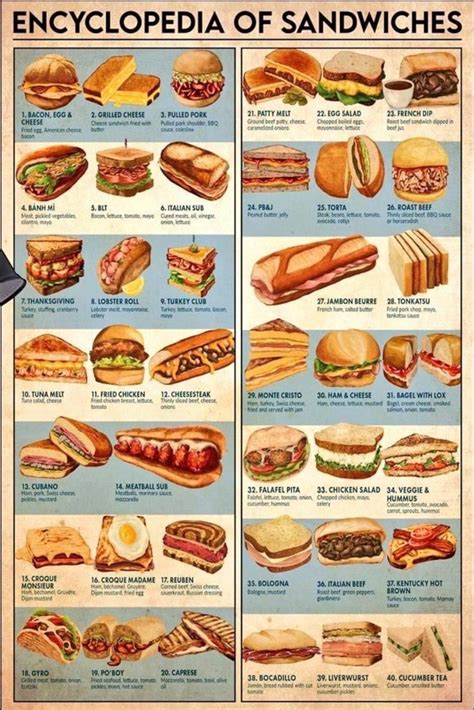 ENCYCLOPEDIA OF SANDWICHES
1. BACON, EGG &
CHEESE
Fried egg, American cheese,
bacon
2. GRILLED CHEESE
Cheese sandwich fried with
butter
3. PULLED PORK
Pulled pork shoulder, BBQ
sauce, coleslaw
4. BÁNH MÌ
Meat, pickled vegetables,
cilantro, mayo
5. BLT
Bacon, lettuce, tomato, mayo
6. ITALIAN SUB
Cured meats, oil, vinegar,
onion, lettuce
7. THANKSGIVING
Turkey, stuffing, cranberry
sauce
8. LOBSTER ROLL
Lobster meat, mayonnaise,
celery
9. TURKEY CLUB
Turkey, lettuce, tomato, bacon,
mayo
10. TUNA MELT
Tuna salad, cheese
11. FRIED CHICKEN
Fried chicken breast, lettuce,
tomato
12. CHEESESTEAK
Thinly sliced beef, cheese,
onions
13. CUBANO
Ham, pork, Swiss cheese,
pickles, mustard
14. MEATBALL SUB
Meatballs, marinara sauce,
mozzarella
15. CROQUE
MONSIEUR
Ham, béchamel, Gruyère,
Dijon mustard
16. CROQUE MADAME
Ham, béchamel, Gruyère, Dijon
mustard, fried egg
17. REUBEN
Corned beef, Swiss cheese,
sauerkraut, Russian dressing
18. GYRO
Grilled meat, tomato, onion,
tzatziki
19. PO'BOY
Fried seafood, lettuce, tomato,
pickles, mayo, hot sauce
20. CAPRESE
Mozzarella, tomato, basil, olive
oil
21. PATTY MELT
Ground beef patty, cheese,
caramelized onions
22. EGG SALAD
Chopped boiled eggs,
mayonnaise, lettuce
23. FRENCH DIP
Roast beef sandwich dipped in
beef jus
24. PB&J
Peanut butter, jelly
25. TORTA
Steak, beans, lettuce, cotija,
tomato, avocado
26. ROAST BEEF
Thinly sliced beef, BBQ sauce
or horseradish
27. JAMBON BEURRE
French ham, salted butter
28. TONKATSU
Fried pork chop, mayo,
tonkatsu sauce
29. MONTE CRISTO
Ham, turkey, Swiss cheese,
fried and served with jam
30. HAM & CHEESE
Ham, cheese, lettuce, mustard
31. BAGEL WITH LOX
Bagel, cream cheese, smoked
salmon, onion, tomato
32. FALAFEL PITA
Falafel, lettuce, tomato, onion,
cucumber, hummus
33. CHICKEN SALAD
Chopped chicken, mayo,
celery
34. VEGGIE &
HUMMUS
Cucumber, tomato, avocado,
carrot, sprouts, hummus
35. BOLOGNA
Bologna, mustard
36. ITALIAN BEEF
Roast beef, green peppers,
giardiniera
37. KENTUCKY HOT
BROWN
Turkey, bacon, tomato, Mornay
sauce
38. BOCADILLO
Jamón, bread rubbed with cut
tomato
39. LIVERWURST
Liverwurst, mustard, onion,
cucumber pickles
40. CUCUMBER TEA
Cucumber, cream cheese